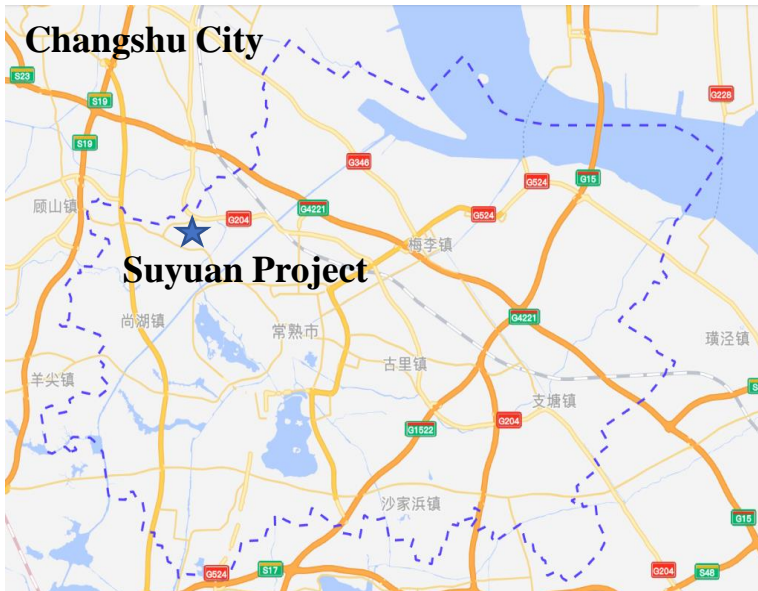 Changshu City
S23
S19
G228
S19
G346
G15
G524
顾山镇
G4221
G524
G204
梅李镇
Suyuan Project
尚湖镇
G4221
常熟市
璜泾镇
古里镇
羊尖镇
S
支塘镇
G1522
G204
沙家浜镇
G15
G524
S17
G204
S48